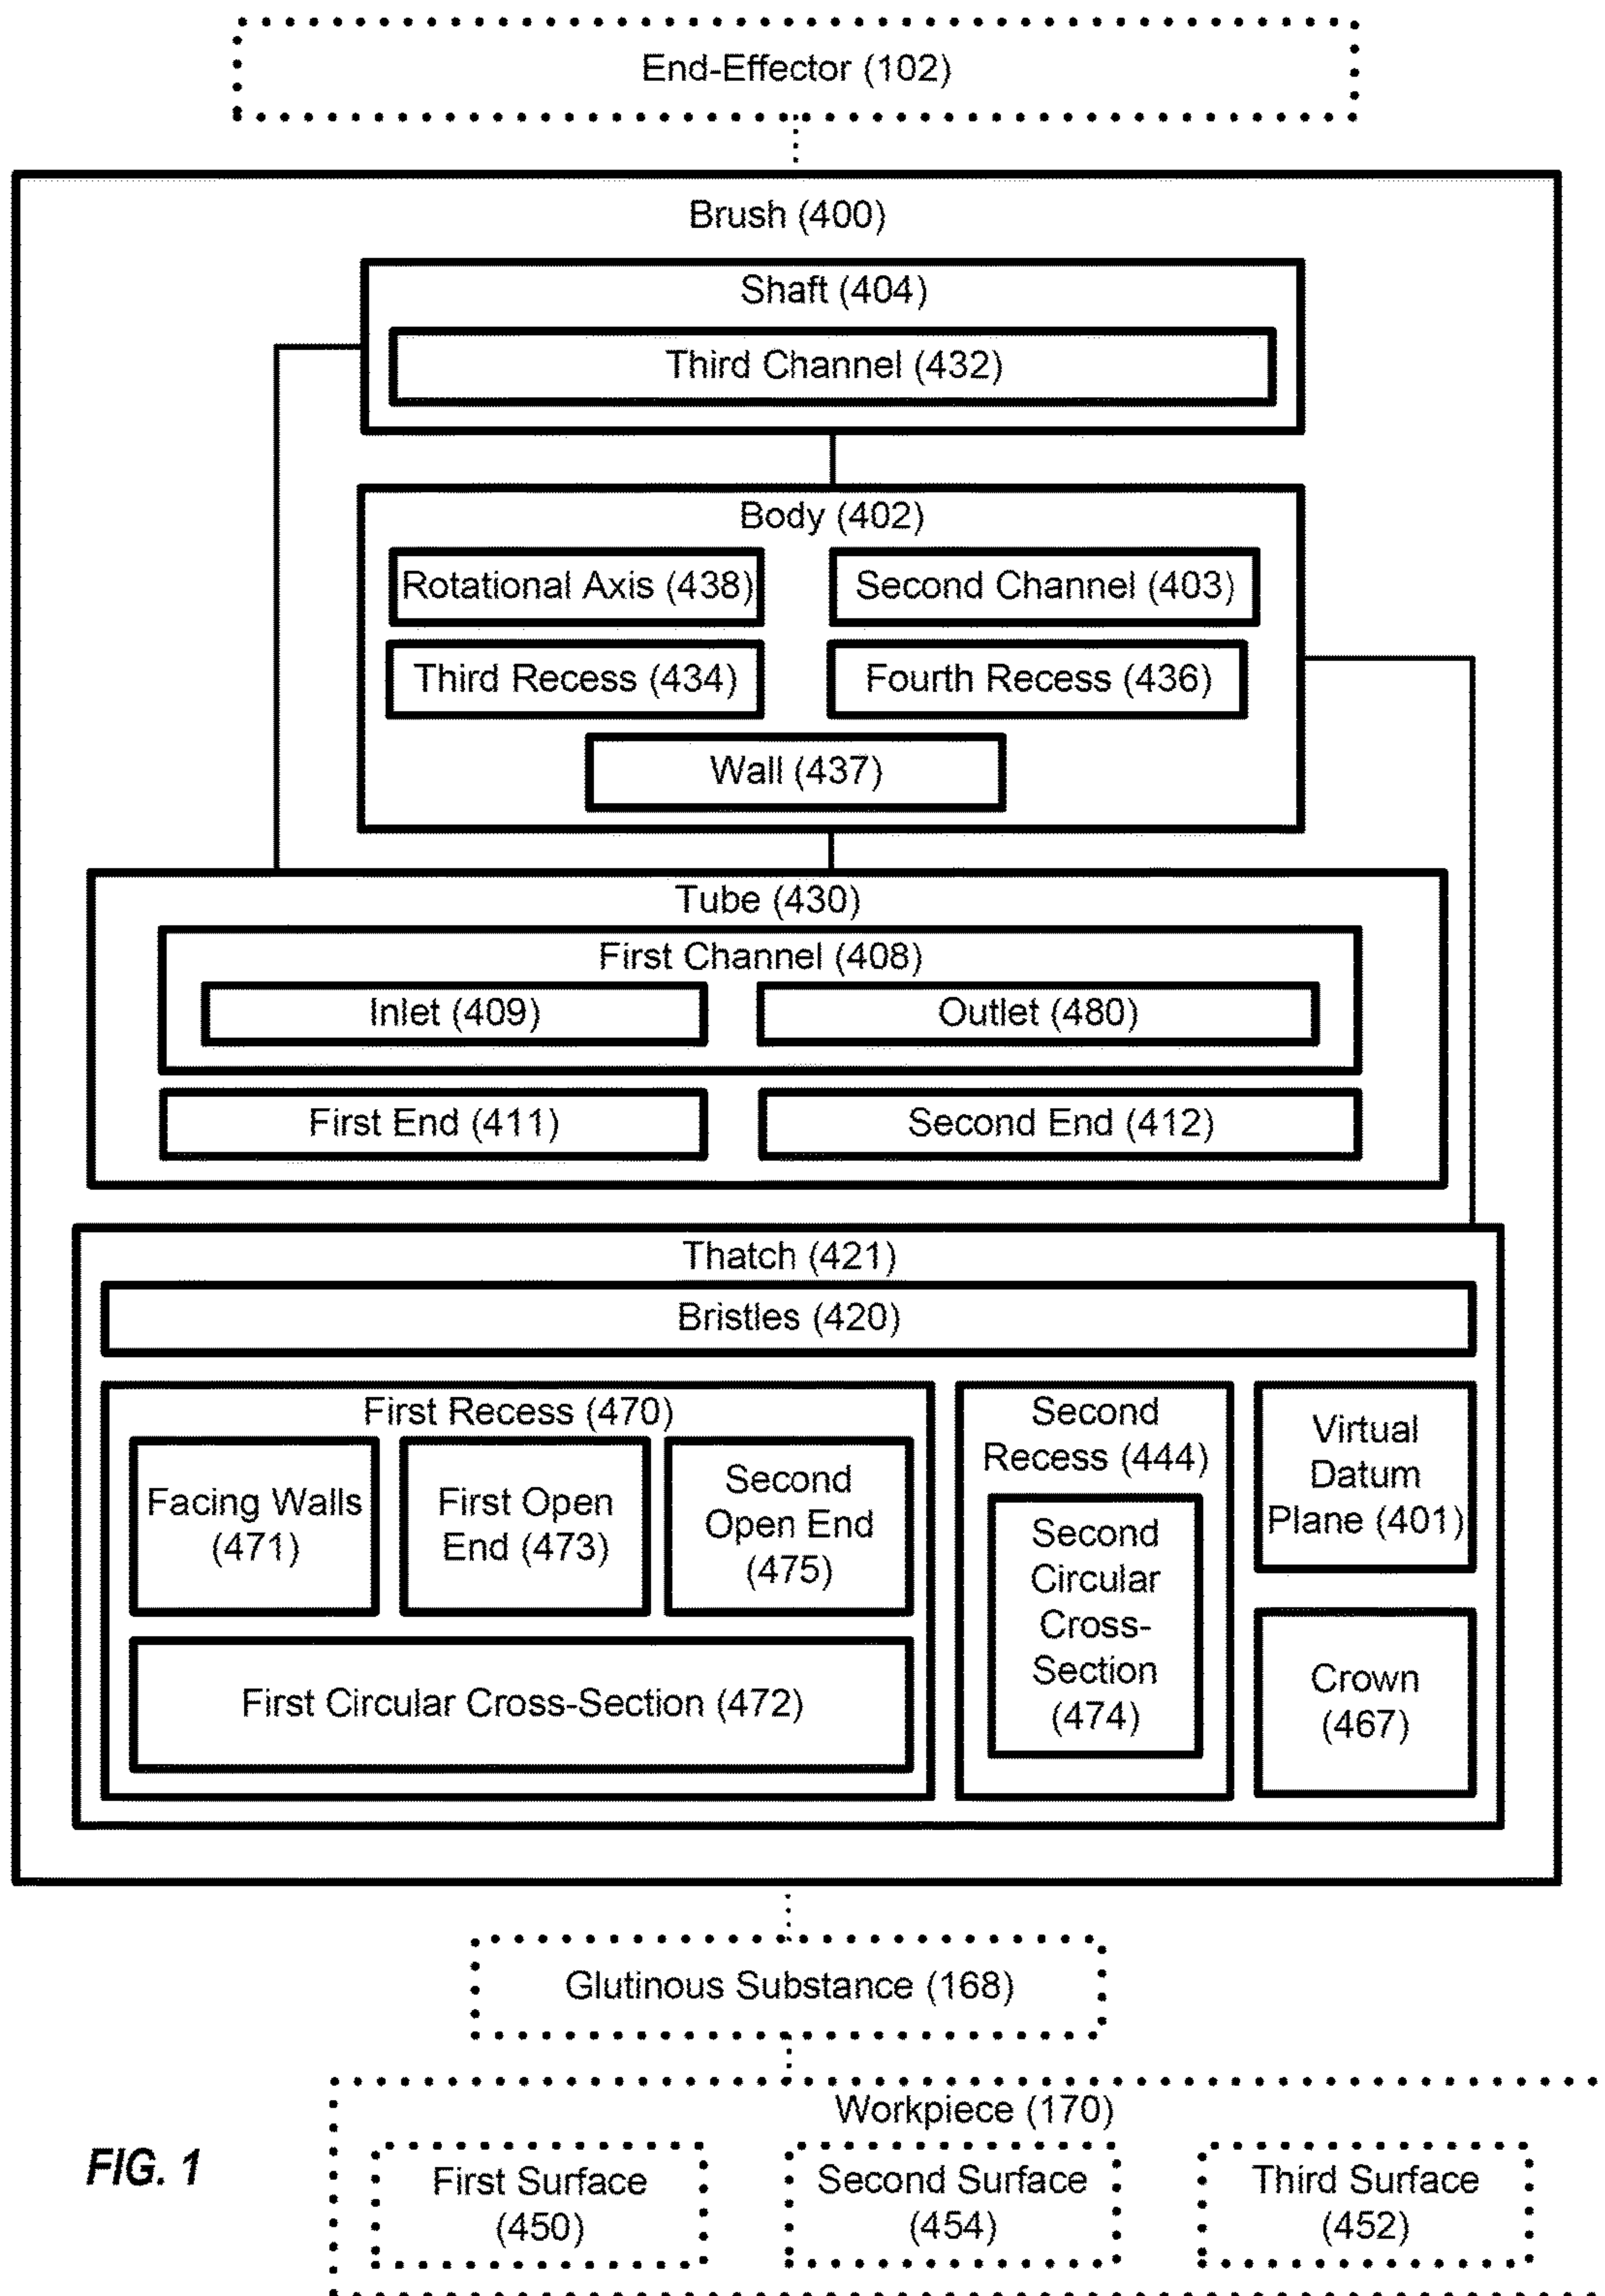 End-Effector (102)
Brush (400)
Shaft (404)
Third Channel (432)
Body (402)
Rotational Axis (438)
Second Channel (403)
Third Recess (434)
Fourth Recess (436)
Wall (437)
Tube (430)
First Channel (408)
Inlet (409)
Outlet (480)
First End (411)
Second End (412)
Thatch (421)
Bristles (420)
First Recess (470)
Facing Walls
(471)
First Open
End (473)
Second
Open End
(475)
First Circular Cross-Section (472)
Second
Recess (444)
Second
Circular
Cross-
Section
(474)
Virtual
Datum
Plane (401)
Crown
(467)
Glutinous Substance (168)
Workpiece (170)
First Surface
(450)
Second Surface
(454)
Third Surface
(452)
FIG. 1